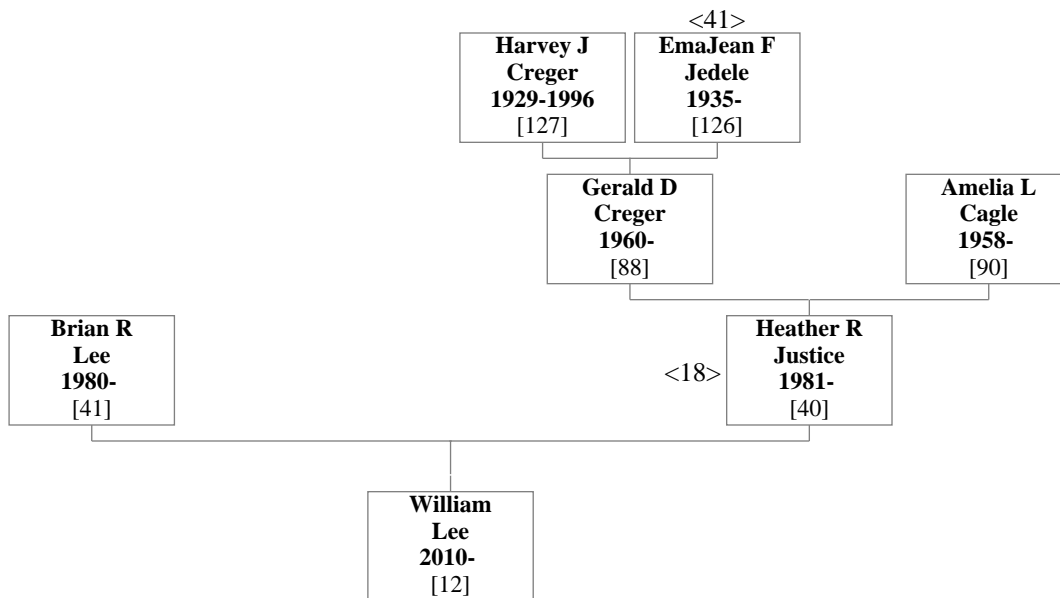 <41>
Harvey J
Creger
1929-1996
[127]
EmaJean F
Jedele
1935-
[126]
Gerald D
Creger
1960-
[88]
Amelia L
Cagle
1958-
[90]
Brian R
Lee
1980-
[41]
<18>
Heather R
Justice
1981-
[40]
William
Lee
2010-
[12]